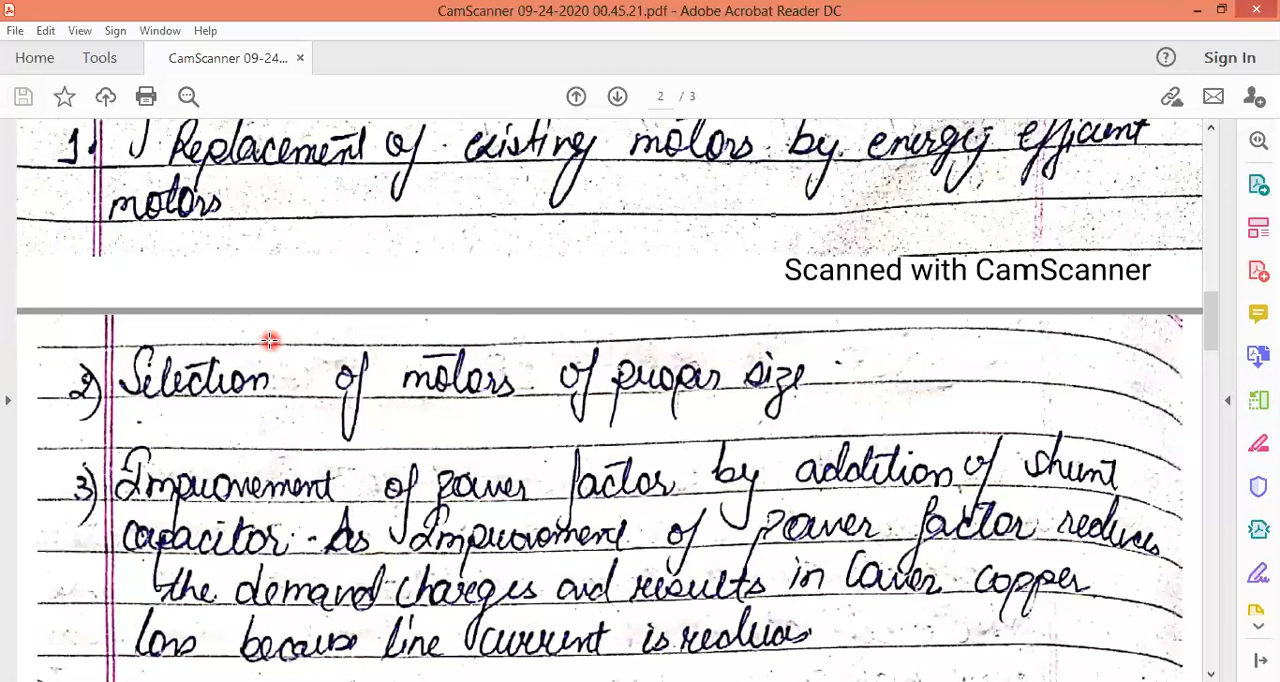 CamScanner 09-24-2020 00.45.21.pdf - Adobe Acrobat Reader DC
File Edit View Sign Window Help
Home Tools CamScanner 09-24... × Sign In
2 / 3
1. Replacement of existing motors by energy efficient
motors
Scanned with CamScanner
2) Selection of motors of proper size
3) Improvement of power factor by addition of shunt
capacitor. As Improvement of power factor reduces
the demand charges and results in lower copper
loss because line current is reduces